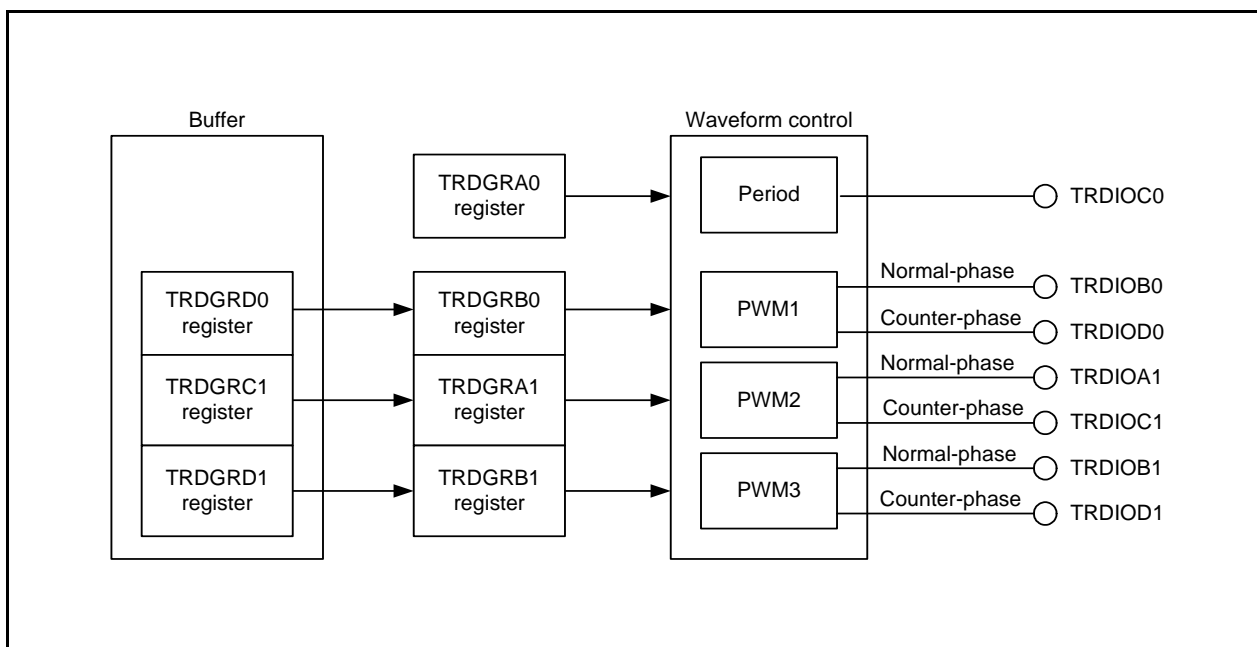 Buffer
Waveform control
TRDGRA0
register
Period
TRDIOC0
TRDGRD0
register
TRDGRB0
register
PWM1
Normal-phase
TRDIOB0
Counter-phase
TRDIOD0
TRDGRC1
register
TRDGRA1
register
PWM2
Normal-phase
TRDIOA1
Counter-phase
TRDIOC1
TRDGRD1
register
TRDGRB1
register
PWM3
Normal-phase
TRDIOB1
Counter-phase
TRDIOD1